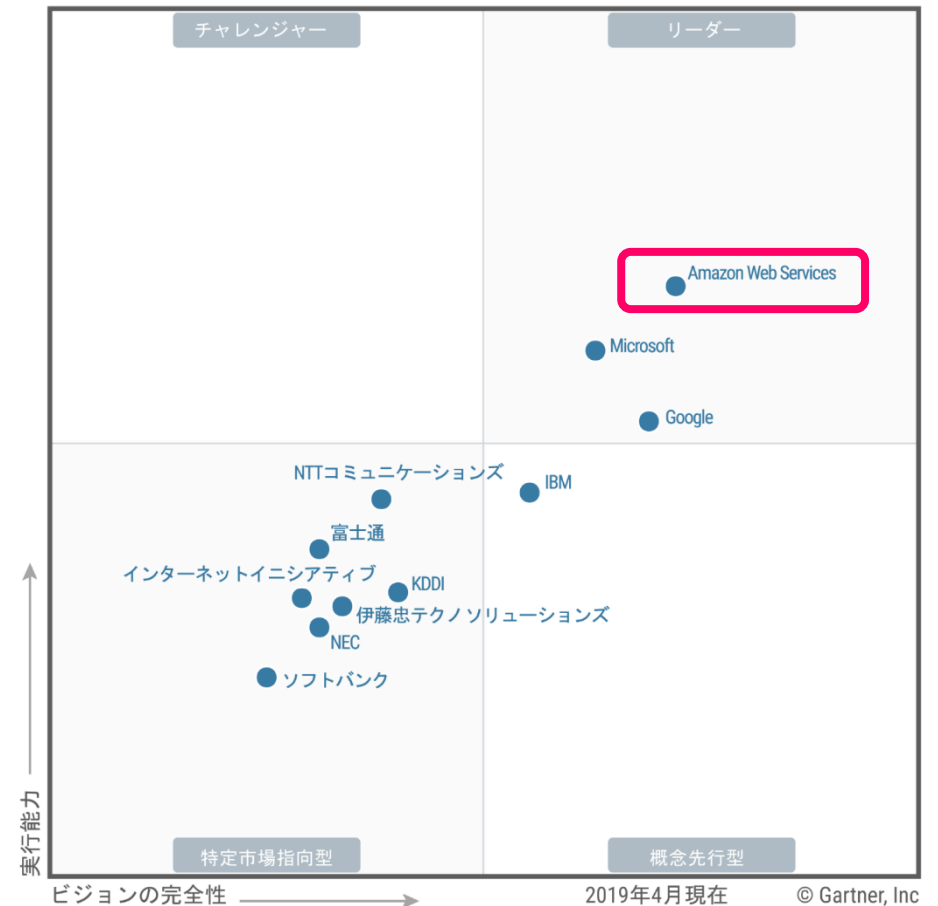 チャレンジャー
リーダー
Amazon Web Services
Microsoft
Google
NTTコミュニケーションズ
IBM
富士通
インターネットイニシアティブ
KDDI
伊藤忠テクノソリューションズ
NEC
ソフトバンク
実行能力
特定市場指向型
概念先行型
ビジョンの完全性
2019年4月現在
© Gartner, Inc